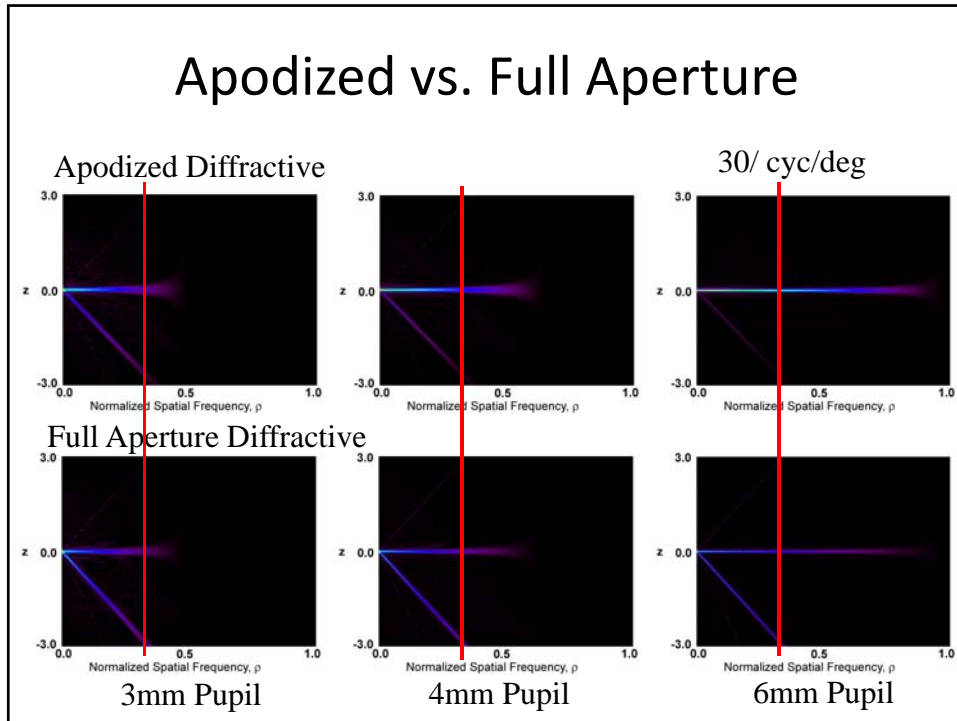 Apodized vs. Full Aperture
Apodized Diffractive
30/ cyc/deg
3.0
z 0.0
-3.0
0.0 0.5 1.0
Normalized Spatial Frequency, ρ
3.0
z 0.0
-3.0
0.0 0.5 1.0
Normalized Spatial Frequency, ρ
3.0
z 0.0
-3.0
0.0 0.5 1.0
Normalized Spatial Frequency, ρ
Full Aperture Diffractive
3.0
z 0.0
-3.0
0.0 0.5 1.0
Normalized Spatial Frequency, ρ
3mm Pupil
3.0
z 0.0
-3.0
0.0 0.5 1.0
Normalized Spatial Frequency, ρ
4mm Pupil
3.0
z 0.0
-3.0
0.0 0.5 1.0
Normalized Spatial Frequency, ρ
6mm Pupil